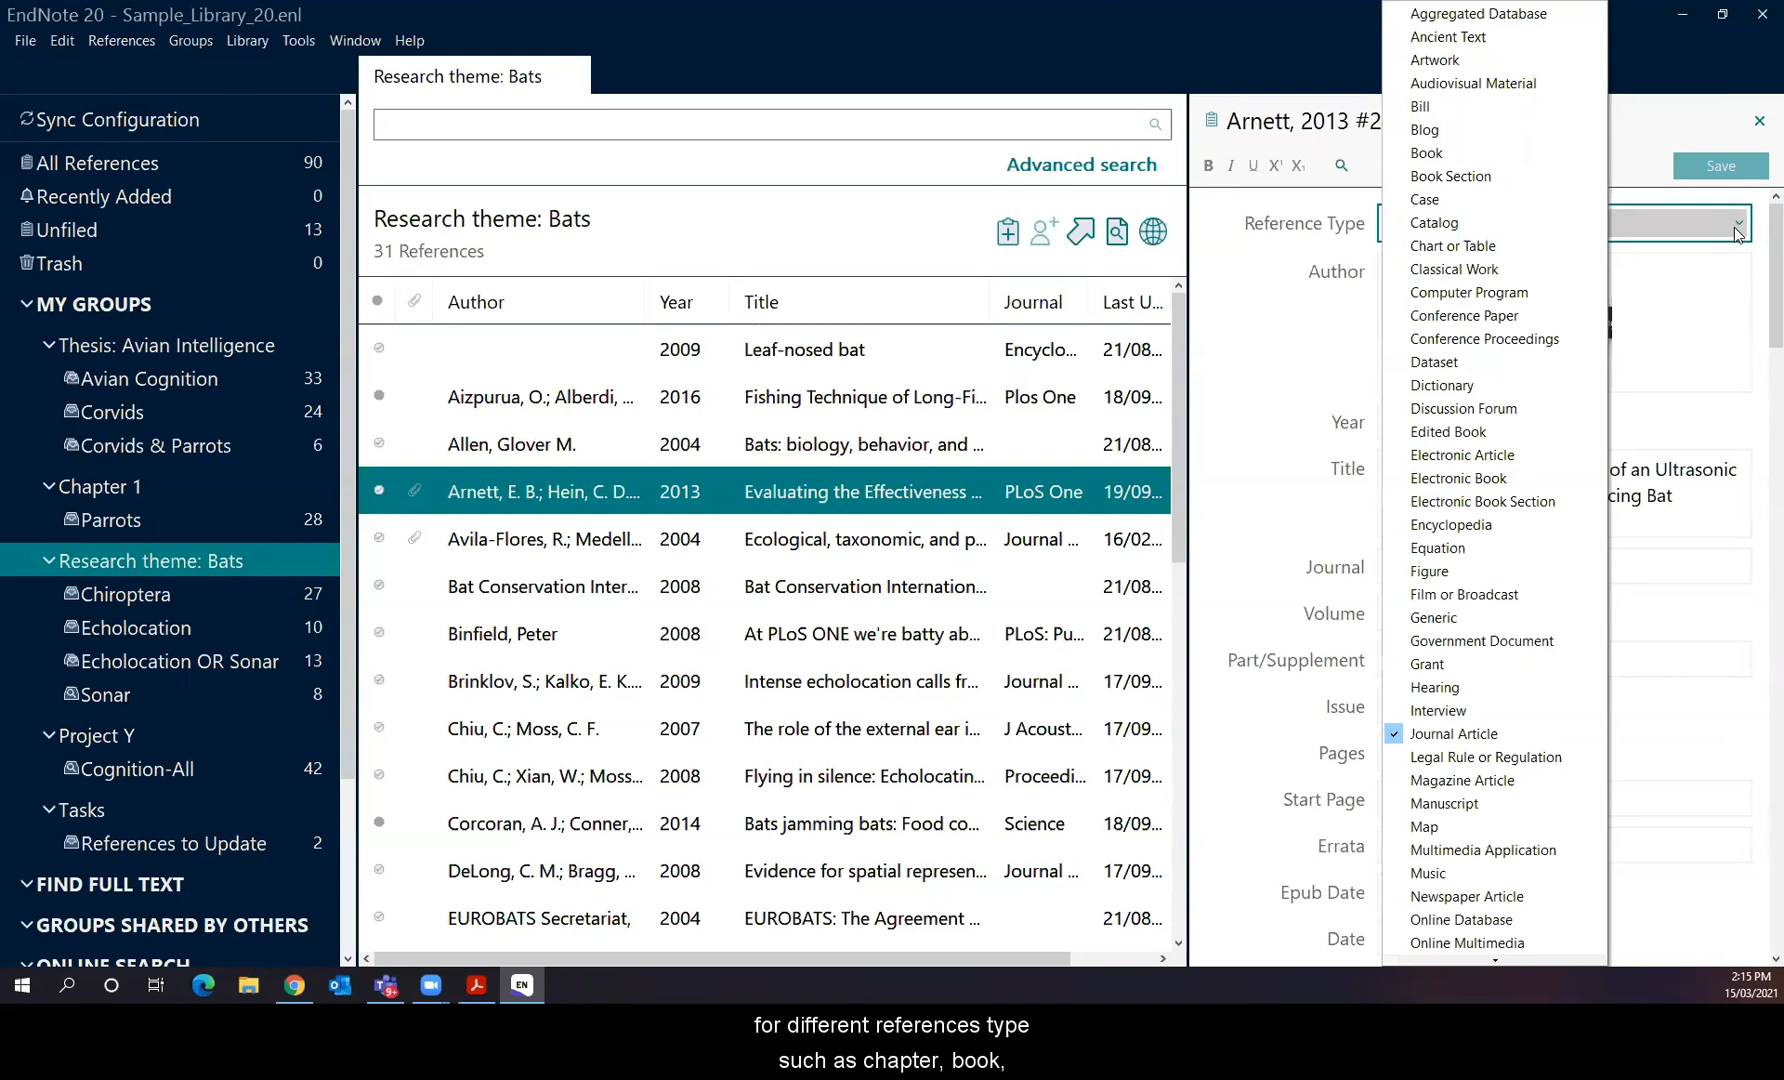 EndNote 20 - Sample_Library_20.enl
File Edit References Groups Library Tools Window Help
Sync Configuration
All References 90
Recently Added 0
Unfiled 13
Trash 0
MY GROUPS
Thesis: Avian Intelligence
Avian Cognition 33
Corvids 24
Corvids & Parrots 6
Chapter 1
Parrots 28
Research theme: Bats
Chiroptera 27
Echolocation 10
Echolocation OR Sonar 13
Sonar 8
Project Y
Cognition-All 42
Tasks
References to Update 2
FIND FULL TEXT
GROUPS SHARED BY OTHERS
ONLINE SEARCH
Research theme: Bats
Advanced search
Research theme: Bats
31 References
Author Year Title Journal Last U...
2009 Leaf-nosed bat Encyclo... 21/08...
Aizpurua, O.; Alberdi, ... 2016 Fishing Technique of Long-Fi... Plos One 18/09...
Allen, Glover M. 2004 Bats: biology, behavior, and ... 21/08...
Arnett, E. B.; Hein, C. D.... 2013 Evaluating the Effectiveness ... PLoS One 19/09...
Avila-Flores, R.; Medell... 2004 Ecological, taxonomic, and p... Journal ... 16/02...
Bat Conservation Inter... 2008 Bat Conservation Internation... 21/08...
Binfield, Peter 2008 At PLoS ONE we're batty ab... PLoS: Pu... 21/08...
Brinklov, S.; Kalko, E. K.... 2009 Intense echolocation calls fr... Journal ... 17/09...
Chiu, C.; Moss, C. F. 2007 The role of the external ear i... J Acoust... 17/09...
Chiu, C.; Xian, W.; Moss... 2008 Flying in silence: Echolocatin... Proceedi... 17/09...
Corcoran, A. J.; Conner,... 2014 Bats jamming bats: Food co... Science 18/09...
DeLong, C. M.; Bragg, ... 2008 Evidence for spatial represen... Journal ... 17/09...
EUROBATS Secretariat, 2004 EUROBATS: The Agreement ... 21/08...
Arnett, 2013 #2
B I U X¹ X₁
Save
Reference Type
Author
Year
Title
of an Ultrasonic
cing Bat
Journal
Volume
Part/Supplement
Issue
Pages
Start Page
Errata
Epub Date
Date
Aggregated Database
Ancient Text
Artwork
Audiovisual Material
Bill
Blog
Book
Book Section
Case
Catalog
Chart or Table
Classical Work
Computer Program
Conference Paper
Conference Proceedings
Dataset
Dictionary
Discussion Forum
Edited Book
Electronic Article
Electronic Book
Electronic Book Section
Encyclopedia
Equation
Figure
Film or Broadcast
Generic
Government Document
Grant
Hearing
Interview
Journal Article
Legal Rule or Regulation
Magazine Article
Manuscript
Map
Multimedia Application
Music
Newspaper Article
Online Database
Online Multimedia
EN
2:15 PM
15/03/2021
for different references type
such as chapter, book,